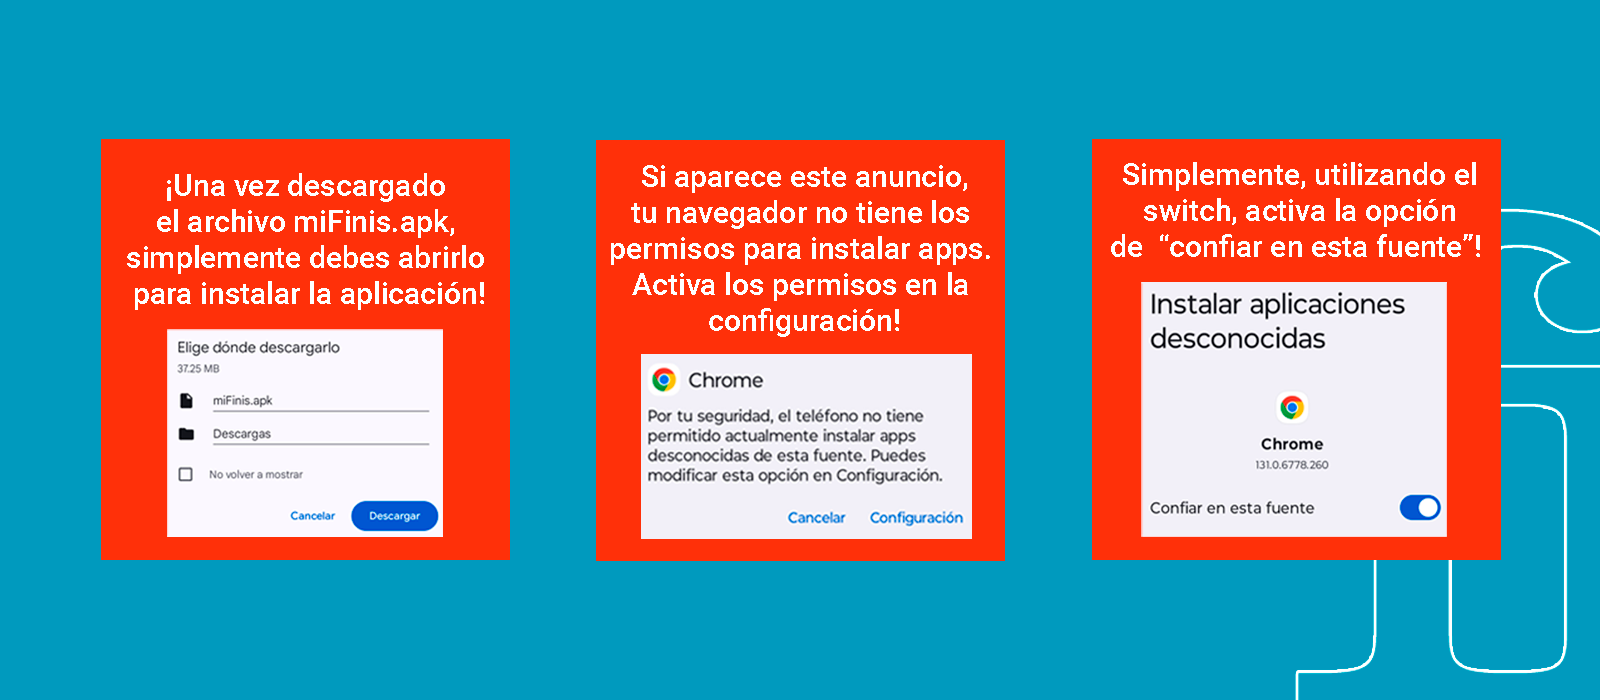 ¡Una vez descargado
el archivo miFinis.apk,
simplemente debes abrirlo
para instalar la aplicación!
Elige dónde descargarlo
37.25 MB
miFinis.apk
Descargas
No volver a mostrar
Cancelar
Descargar
Si aparece este anuncio,
tu navegador no tiene los
permisos para instalar apps.
Activa los permisos en la
configuración!
Chrome
Por tu seguridad, el teléfono no tiene
permitido actualmente instalar apps
desconocidas de esta fuente. Puedes
modificar esta opción en Configuración.
Cancelar
Configuración
Simplemente, utilizando el
switch, activa la opción
de “confiar en esta fuente”!
Instalar aplicaciones
desconocidas
Chrome
131.0.6778.260
Confiar en esta fuente